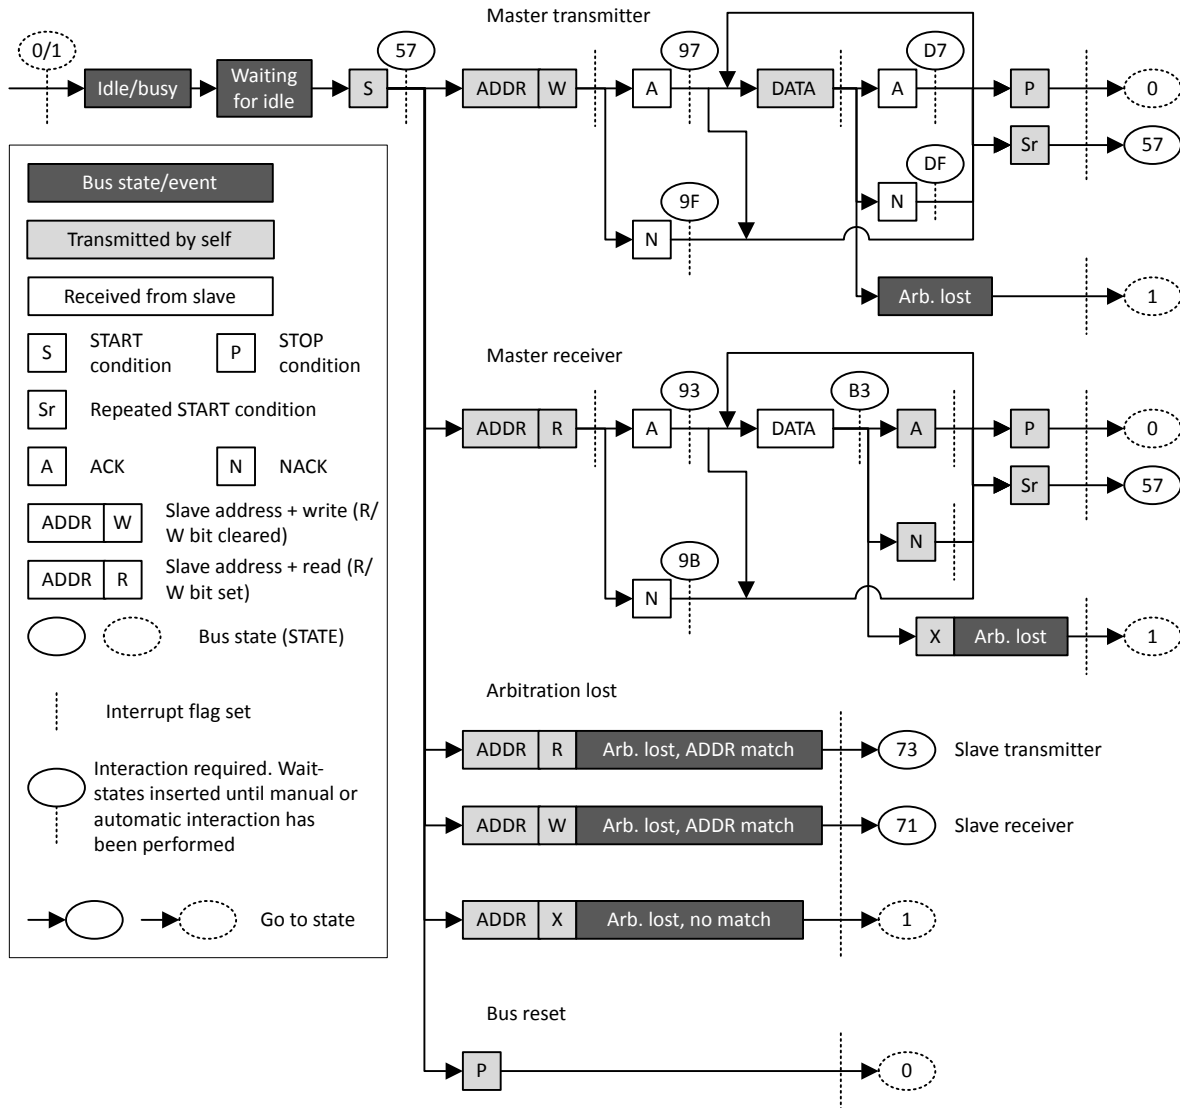 Master transmitter
0/1
57
97
D7
Idle/busy
Waiting
for idle
S
ADDR
W
A
DATA
A
P
0
Sr
57
DF
N
9F
N
Arb. lost
1
Bus state/event
Transmitted by self
Received from slave
S
START
condition
P
STOP
condition
Sr
Repeated START condition
A
ACK
N
NACK
ADDR
W
Slave address + write (R/
W bit cleared)
ADDR
R
Slave address + read (R/
W bit set)
Bus state (STATE)
Interrupt flag set
Interaction required. Wait-
states inserted until manual or
automatic interaction has
been performed
Go to state
Master receiver
93
B3
ADDR
R
A
DATA
A
P
0
Sr
57
N
9B
N
X
Arb. lost
1
Arbitration lost
ADDR
R
Arb. lost, ADDR match
73
Slave transmitter
ADDR
W
Arb. lost, ADDR match
71
Slave receiver
ADDR
X
Arb. lost, no match
1
Bus reset
P
0